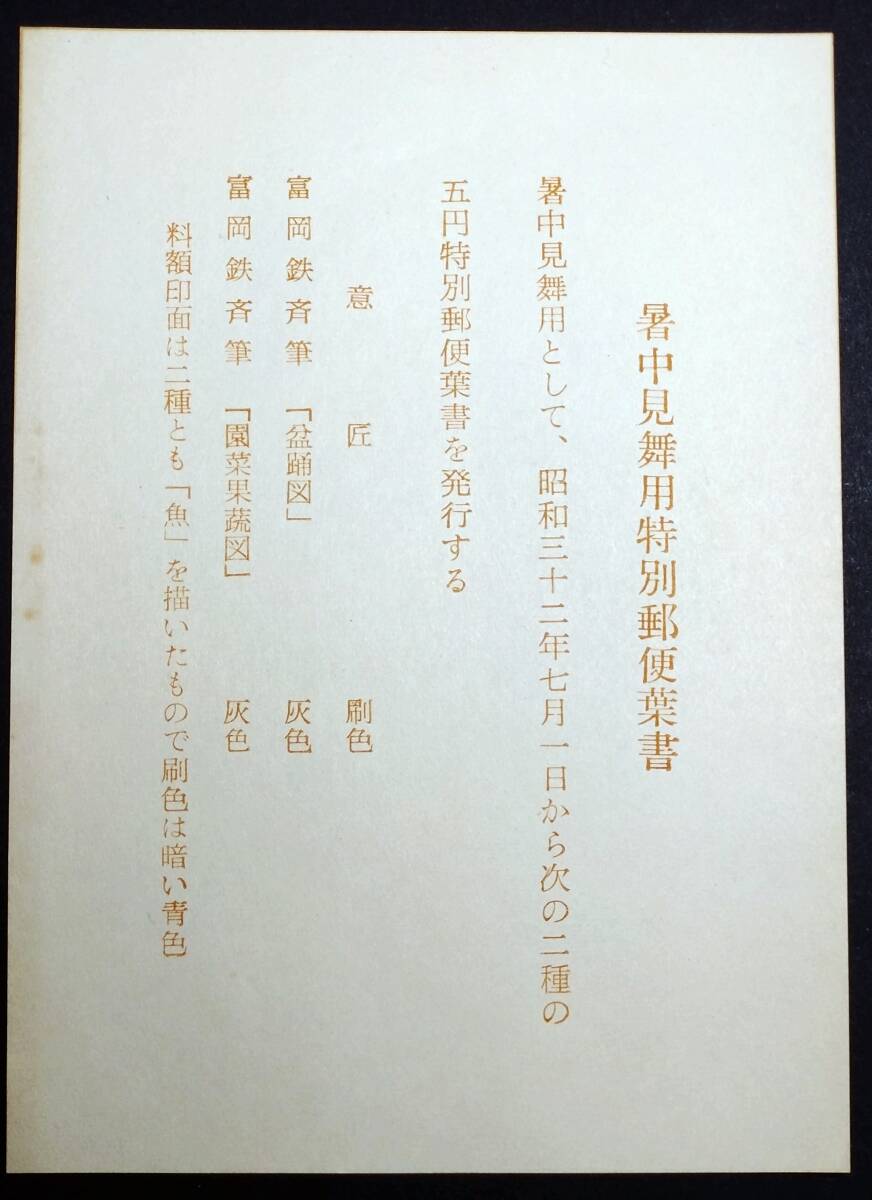 暑中見舞用特別郵便葉書
暑中見舞用として、昭和三十二年七月一日から次の二種の
五円特別郵便葉書を発行する
意匠 刷色
富岡鉄斉筆 「盆踊図」 灰色
富岡鉄斉筆 「園菜果蔬図」 灰色
料額印面は二種とも「魚」を描いたもので刷色は暗い青色